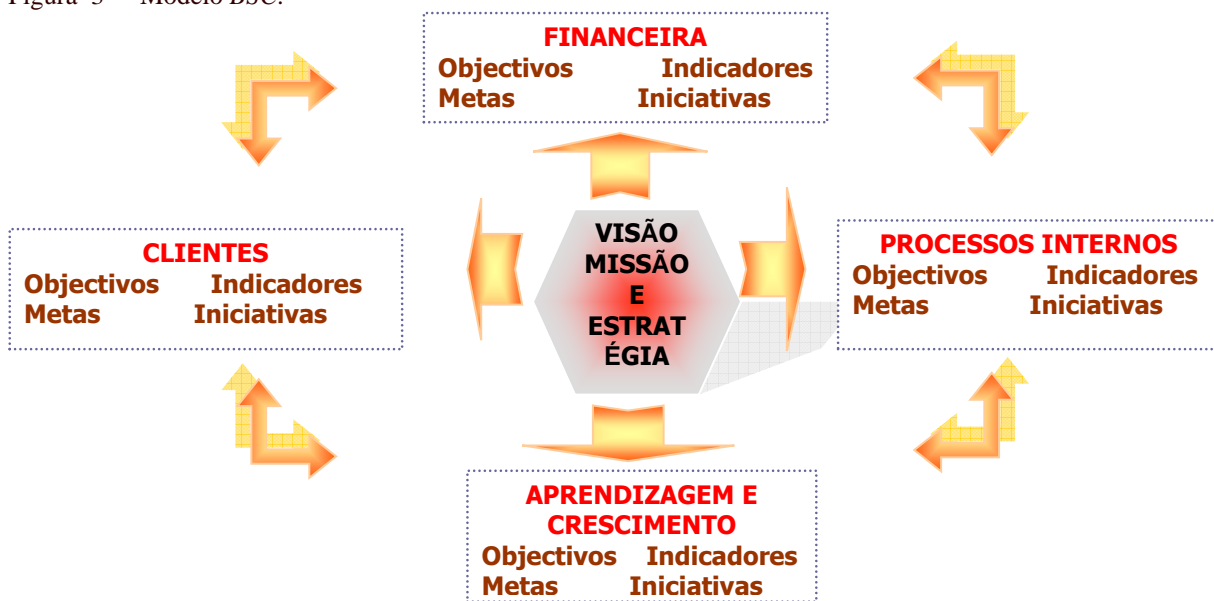 Figura 3 – Modelo BSC.
FINANCEIRA
Objectivos Indicadores
Metas Iniciativas
CLIENTES
Objectivos Indicadores
Metas Iniciativas
VISÃO
MISSÃO
E
ESTRAT
ÉGIA
PROCESSOS INTERNOS
Objectivos Indicadores
Metas Iniciativas
APRENDIZAGEM E
CRESCIMENTO
Objectivos Indicadores
Metas Iniciativas